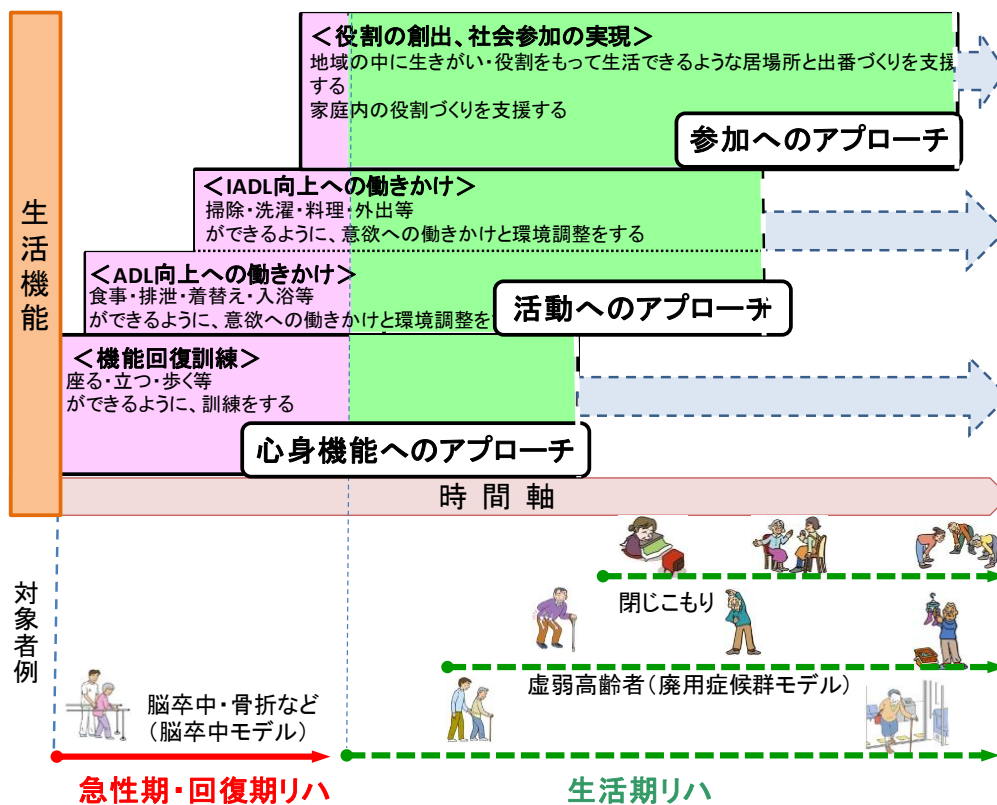 生活機能
＜役割の創出、社会参加の実現＞
地域の中に生きがい・役割をもって生活できるような居場所と出番づくりを支援
する
家庭内の役割づくりを支援する
参加へのアプローチ
＜IADL向上への働きかけ＞
掃除・洗濯・料理・外出等
ができるように、意欲への働きかけと環境調整をする
＜ADL向上への働きかけ＞
食事・排泄・着替え・入浴等
ができるように、意欲への働きかけと環境調整を
活動へのアプローチ
＜機能回復訓練＞
座る・立つ・歩く等
ができるように、訓練をする
心身機能へのアプローチ
時間軸
対象者例
閉じこもり
虚弱高齢者（廃用症候群モデル）
脳卒中・骨折など
（脳卒中モデル）
急性期・回復期リハ
生活期リハ